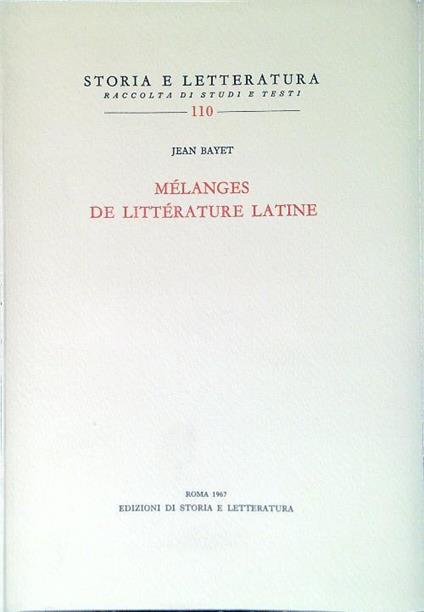 STORIA E LETTERATURA
RACCOLTA DI STUDI E TESTI
110
JEAN BAYET
MÉLANGES
DE LITTÉRATURE LATINE
ROMA 1967
EDIZIONI DI STORIA E LETTERATURA